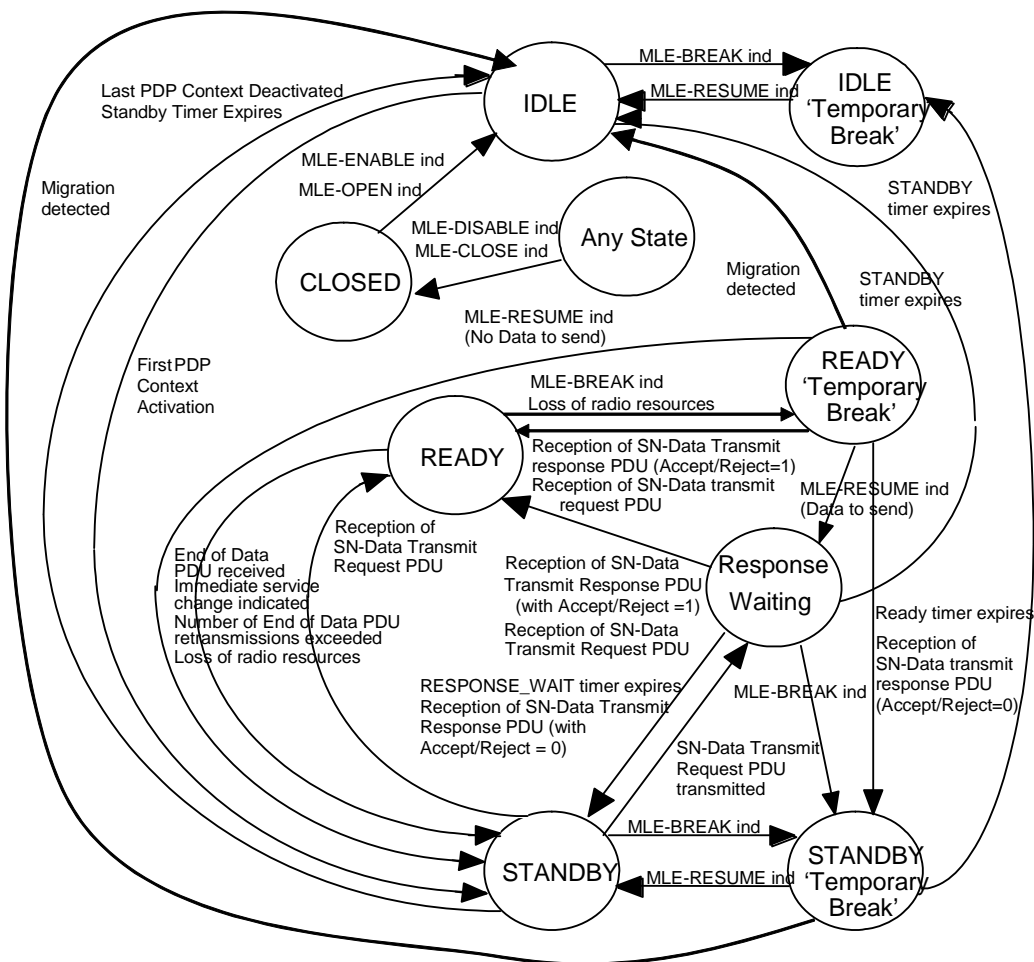 MLE-BREAK ind
IDLE
MLE-RESUME ind
IDLE
‘Temporary
Break’
Last PDP Context Deactivated
Standby Timer Expires
MLE-ENABLE ind
MLE-OPEN ind
Migration
detected
STANDBY
timer expires
MLE-DISABLE ind
MLE-CLOSE ind
Any State
CLOSED
Migration
detected
STANDBY
timer expires
MLE-RESUME ind
(No Data to send)
First PDP
Context
Activation
READY
‘Temporary
Break’
MLE-BREAK ind
Loss of radio resources
READY
Reception of SN-Data Transmit
response PDU (Accept/Reject=1)
Reception of SN-Data transmit
request PDU
MLE-RESUME ind
(Data to send)
Reception of
SN-Data Transmit
Request PDU
End of Data
PDU received
Immediate service
change indicated
Number of End of Data PDU
retransmissions exceeded
Loss of radio resources
Reception of SN-Data
Transmit Response PDU
(with Accept/Reject =1)
Reception of SN-Data
Transmit Request PDU
Response
Waiting
Ready timer expires
Reception of
SN-Data transmit
response PDU
(Accept/Reject=0)
RESPONSE_WAIT timer expires
Reception of SN-Data Transmit
Response PDU (with
Accept/Reject = 0)
MLE-BREAK ind
SN-Data Transmit
Request PDU
transmitted
MLE-BREAK ind
STANDBY
MLE-RESUME ind
STANDBY
‘Temporary
Break’